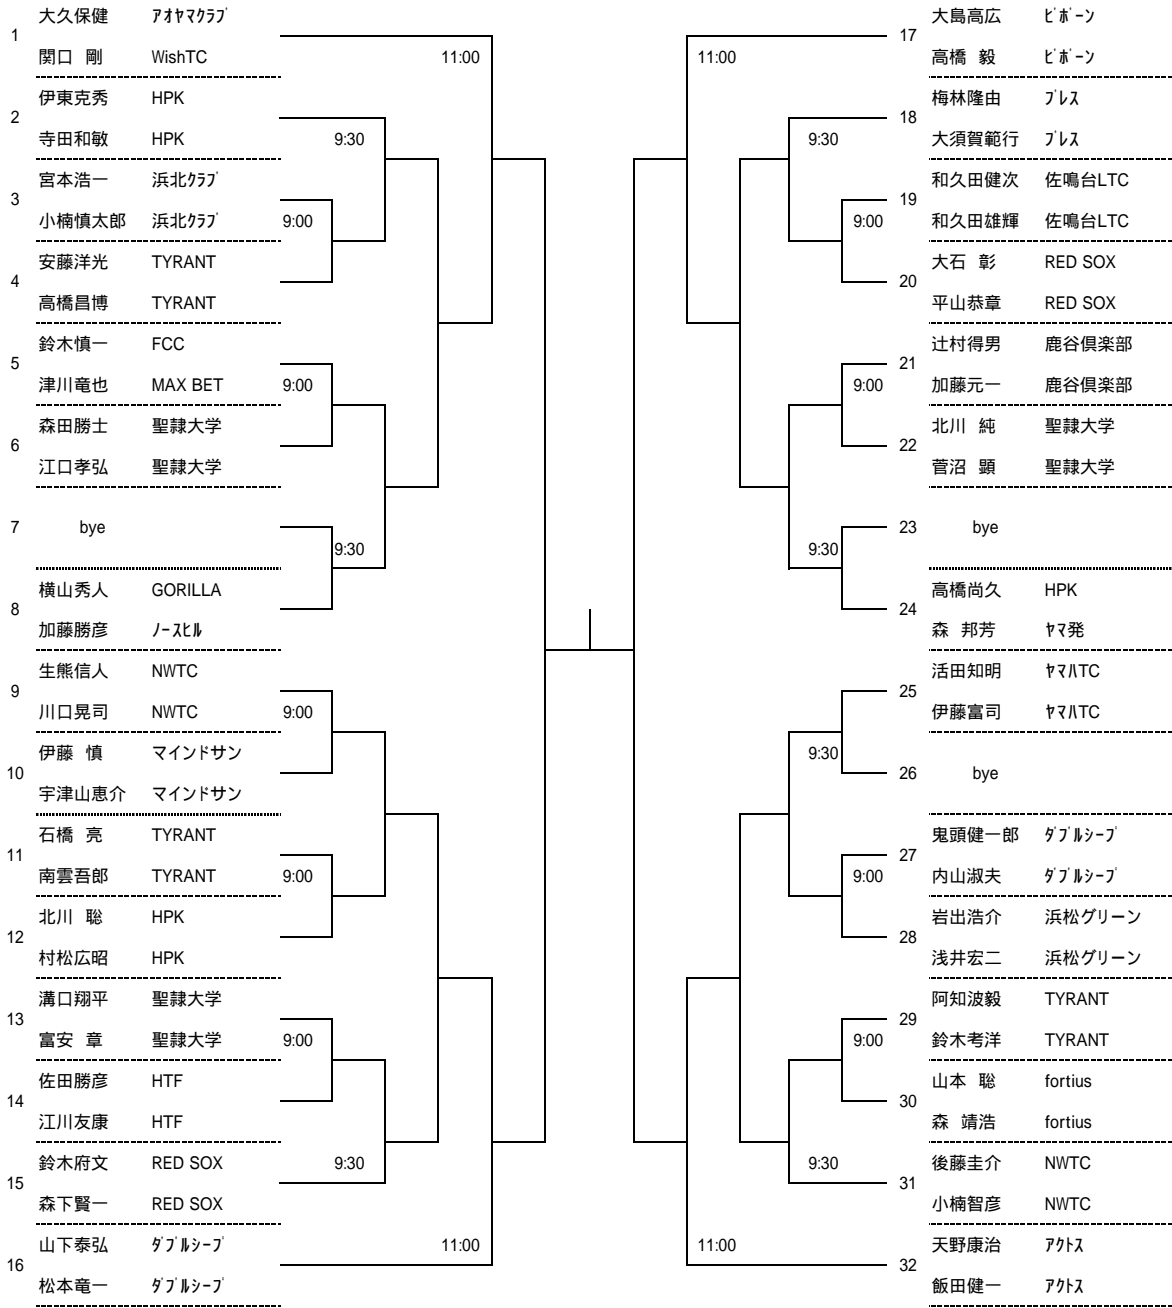 大久保健 ｱｵﾔﾏｸﾗﾌﾞ
1
関口 剛 WishTC
11:00
伊東克秀 HPK
2
寺田和敏 HPK
9:30
宮本浩一 浜北ｸﾗﾌﾞ
3
小楠慎太郎 浜北ｸﾗﾌﾞ
9:00
安藤洋光 TYRANT
4
高橋昌博 TYRANT
鈴木慎一 FCC
5
津川竜也 MAX BET
9:00
森田勝士 聖隷大学
6
江口孝弘 聖隷大学
7 bye
9:30
横山秀人 GORILLA
8
加藤勝彦 ﾉｰｽﾋﾙ
生熊信人 NWTC
9
川口晃司 NWTC
9:00
伊藤 慎 マインドサン
10
宇津山恵介 マインドサン
石橋 亮 TYRANT
11
南雲吾郎 TYRANT
9:00
北川 聡 HPK
12
村松広昭 HPK
溝口翔平 聖隷大学
13
富安 章 聖隷大学
9:00
佐田勝彦 HTF
14
江川友康 HTF
鈴木府文 RED SOX
9:30
15
森下賢一 RED SOX
山下泰弘 ﾀﾞﾌﾞﾙｼｰﾌﾟ
11:00
16
松本竜一 ﾀﾞﾌﾞﾙｼｰﾌﾟ
大島高広 ﾋﾟﾎﾞｰﾝ
17
11:00
高橋 毅 ﾋﾟﾎﾞｰﾝ
梅林隆由 ﾌﾞﾚｽ
18
9:30
大須賀範行 ﾌﾞﾚｽ
和久田健次 佐鳴台LTC
19
9:00
和久田雄輝 佐鳴台LTC
大石 彰 RED SOX
20
平山恭章 RED SOX
辻村得男 鹿谷倶楽部
21
9:00
加藤元一 鹿谷倶楽部
北川 純 聖隷大学
22
菅沼 顕 聖隷大学
23 bye
9:30
高橋尚久 HPK
24
森 邦芳 ヤマ発
活田知明 ﾔﾏﾊTC
25
伊藤富司 ﾔﾏﾊTC
9:30
26 bye
鬼頭健一郎 ﾀﾞﾌﾞﾙｼｰﾌﾟ
27
9:00
内山淑夫 ﾀﾞﾌﾞﾙｼｰﾌﾟ
岩出浩介 浜松グリーン
28
浅井宏二 浜松グリーン
阿知波毅 TYRANT
29
9:00
鈴木考洋 TYRANT
山本 聡 fortius
30
森 靖浩 fortius
9:30
後藤圭介 NWTC
31
小楠智彦 NWTC
11:00
天野康治 ｱｸﾄｽ
32
飯田健一 ｱｸﾄｽ